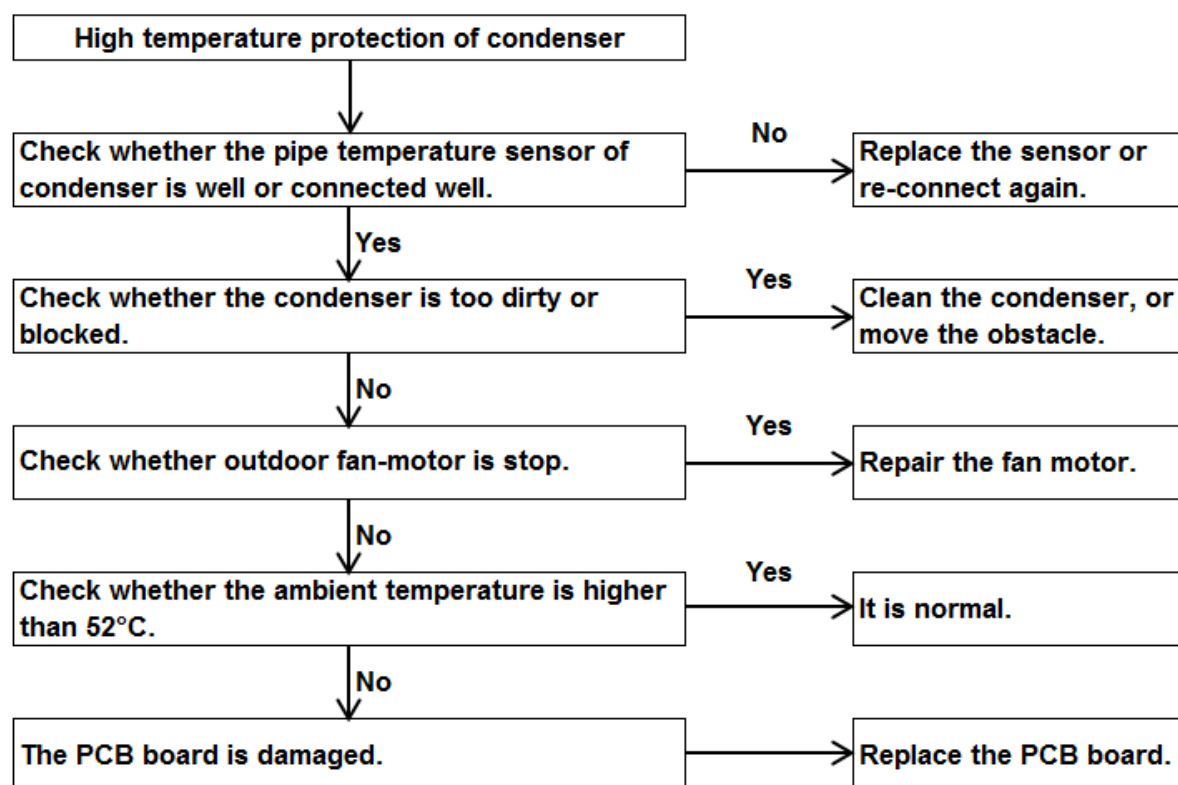 High temperature protection of condenser
Check whether the pipe temperature sensor of
condenser is well or connected well.
No
Replace the sensor or
re-connect again.
Yes
Check whether the condenser is too dirty or
blocked.
Yes
Clean the condenser, or
move the obstacle.
No
Check whether outdoor fan-motor is stop.
Yes
Repair the fan motor.
No
Check whether the ambient temperature is higher
than 52°C.
Yes
It is normal.
No
The PCB board is damaged.
Replace the PCB board.